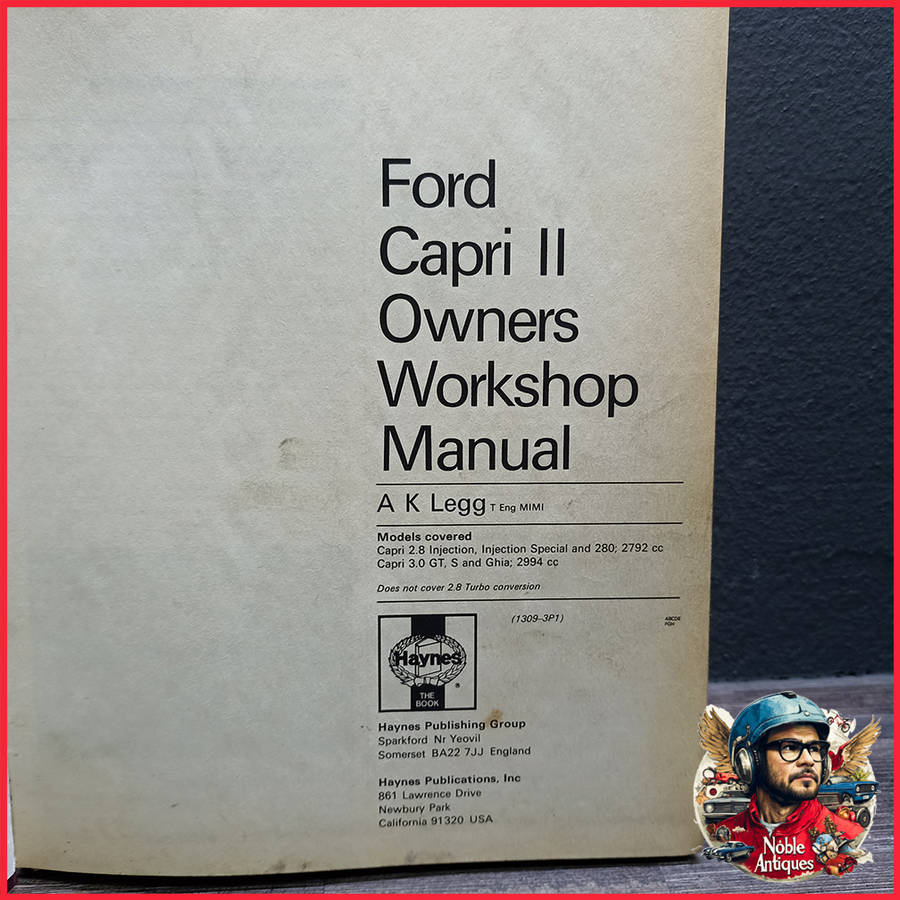 Ford
Capri II
Owners
Workshop
Manual
A K Legg T Eng MIMI
Models covered
Capri 2.8 Injection, Injection Special and 280; 2792 cc
Capri 3.0 GT, S and Ghia; 2994 cc
Does not cover 2.8 Turbo conversion
(1309-3P1)
ABCDE
FGH
Haynes
®
THE
BOOK
Haynes Publishing Group
Sparkford Nr Yeovil
Somerset BA22 7JJ England
Haynes Publications, Inc
861 Lawrence Drive
Newbury Park
California 91320 USA
Nóble
Antiques